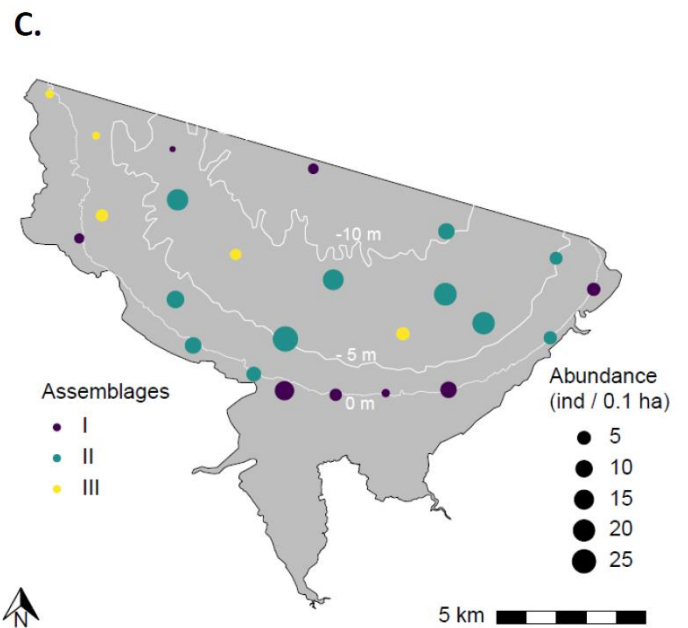 C.
-10 m
- 5 m
0 m
Assemblages
I
II
III
Abundance
(ind / 0.1 ha)
5
10
15
20
25
N
5 km